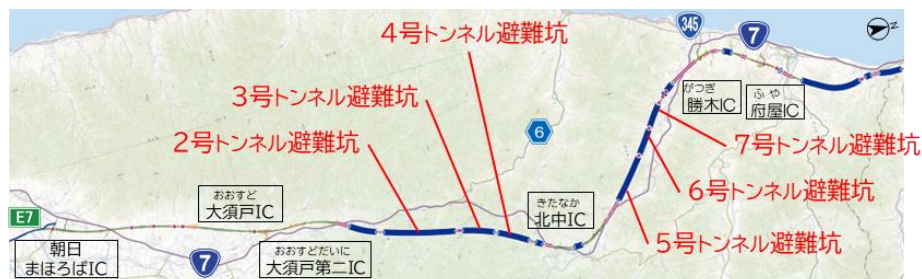 4号トンネル避難坑
3号トンネル避難坑
2号トンネル避難坑
345
7
N
がつぎ
勝木IC
ふや
府屋IC
6
7号トンネル避難坑
6号トンネル避難坑
5号トンネル避難坑
きたなか
北中IC
おおすど
大須戸IC
E7
朝日
まほろばIC
7
おおすどだいに
大須戸第二IC